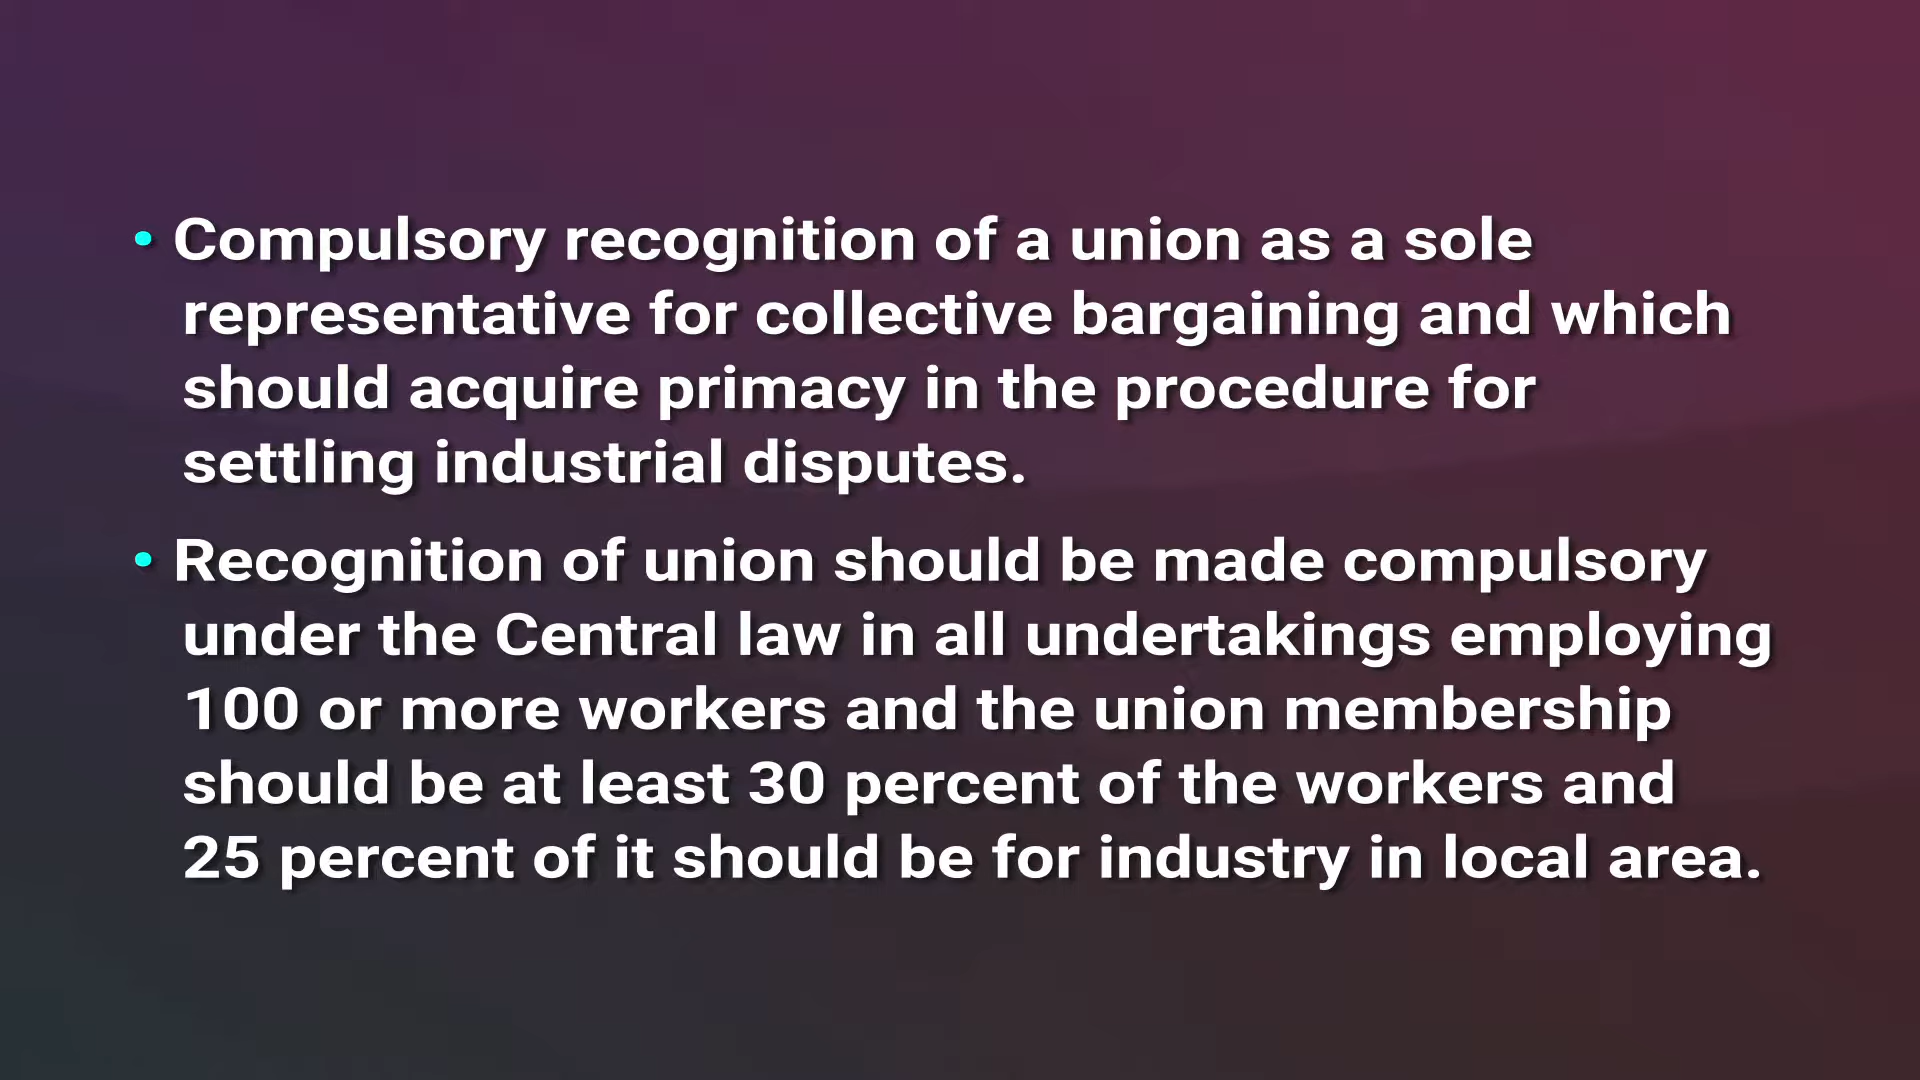 • Compulsory recognition of a union as a sole
representative for collective bargaining and which
should acquire primacy in the procedure for
settling industrial disputes.
• Recognition of union should be made compulsory
under the Central law in all undertakings employing
100 or more workers and the union membership
should be at least 30 percent of the workers and
25 percent of it should be for industry in local area.